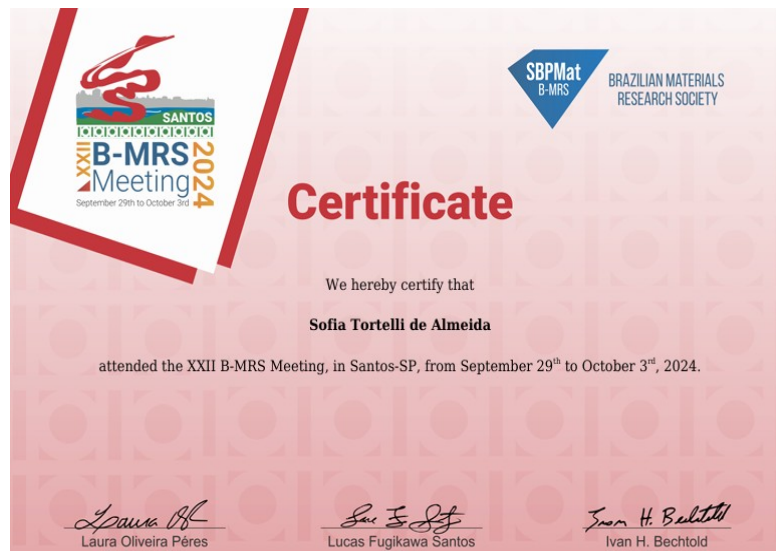 SANTOS
XXII
B-MRS
Meeting
2024
September 29th to October 3rd
SBPMat
B-MRS
BRAZILIAN MATERIALS
RESEARCH SOCIETY
Certificate
We hereby certify that
Sofia Tortelli de Almeida
attended the XXII B-MRS Meeting, in Santos-SP, from September 29th to October 3rd, 2024.
Laura Oliveira Péres
Lucas Fugikawa Santos
Ivan H. Bechtold